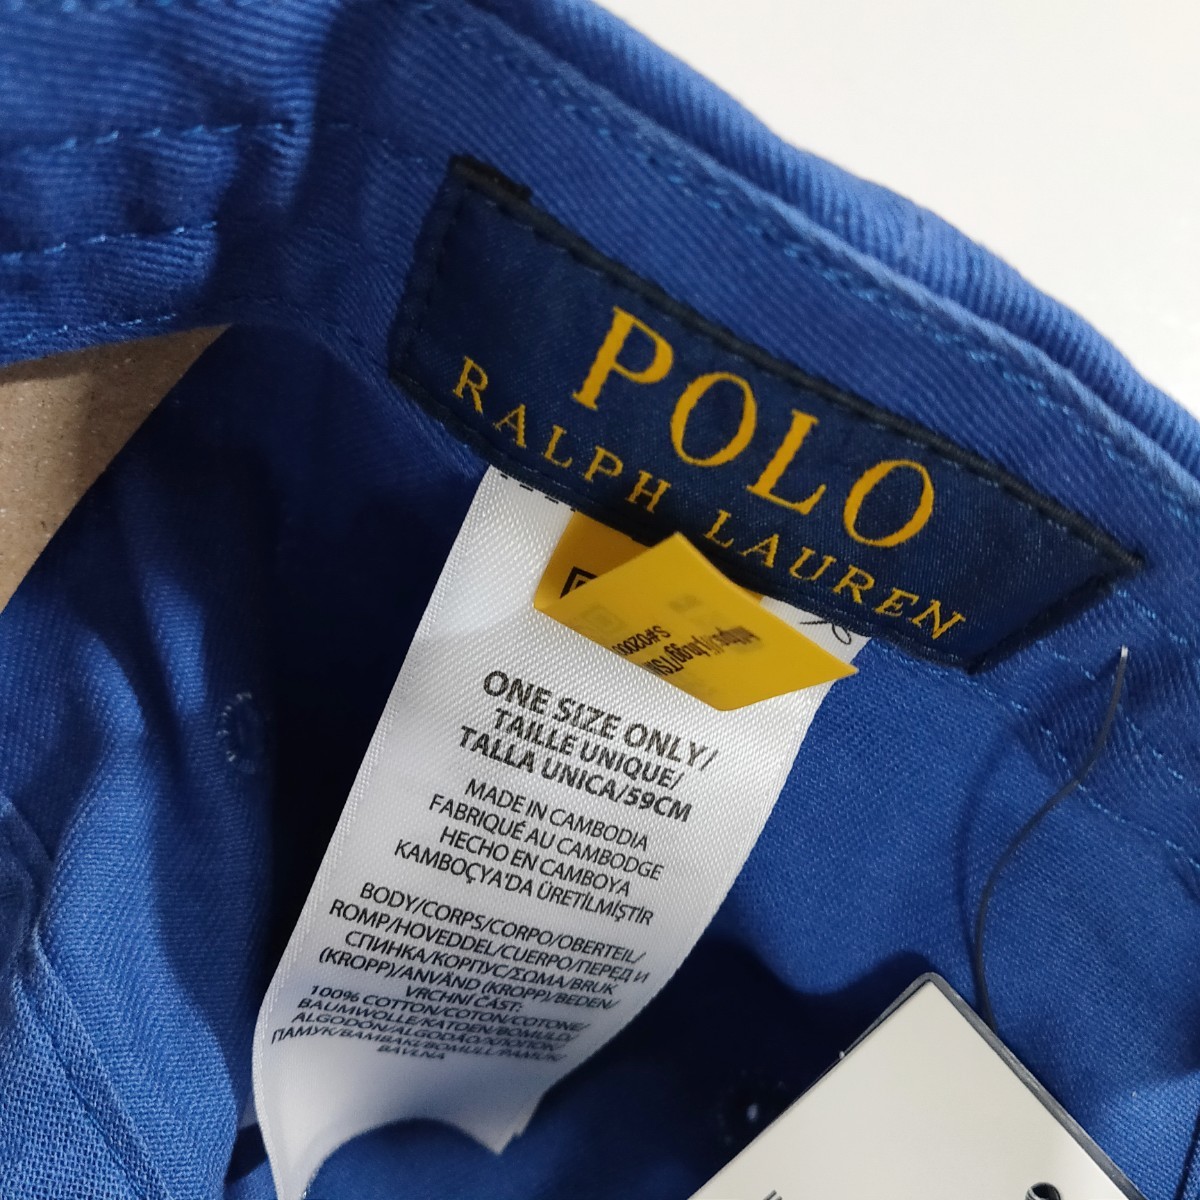 POLO
RALPH LAUREN
ONE SIZE ONLY/
TAILLE UNIQUE/
TALLA UNICA/59CM
MADE IN CAMBODIA
FABRIQUÉ AU CAMBODGE
HECHO EN CAMBOYA
KAMBOÇYA'DA ÜRETİLMİŞTİR
BODY/CORPS/CORPO/OBERTEIL/
ROMP/HOVEDDEL/CUERPO/ПЕРЕД И
СПИНКА/КОРПУС/ΣΩΜΑ/BRUK
(KROPP)/ANVÄND (KROPP)/BEDEN/
VRCHNÍ ČÁST:
100% COTTON/COTON/COTONE/
BAUMWOLLE/KATOEN/BOMULD/
ALGODON/ALGODÃO/ХЛОПОК/
ПАМУК/ΒΑΜΒΑΚΙ/BOMULL/PAMUK/
BAVLNA